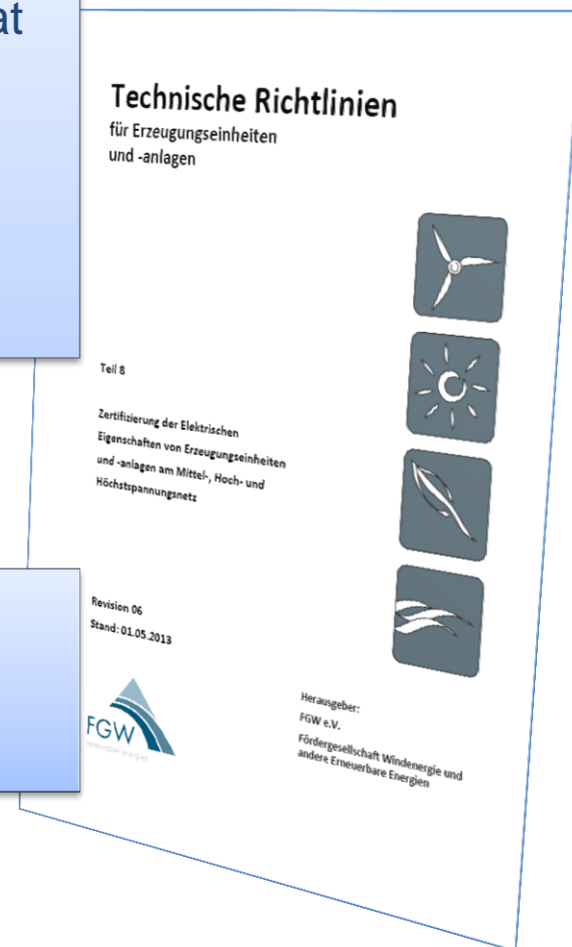 at
Technische Richtlinien
für Erzeugungseinheiten
und -anlagen
Teil 8
Zertifizierung der Elektrischen
Eigenschaften von Erzeugungseinheiten
und -anlagen am Mittel-, Hoch- und
Höchstspannungsnetz
Revision 06
Stand: 01.05.2013
FGW
renewable energies
Herausgeber:
FGW e.V.
Fördergesellschaft Windenergie und
andere Erneuerbare Energien